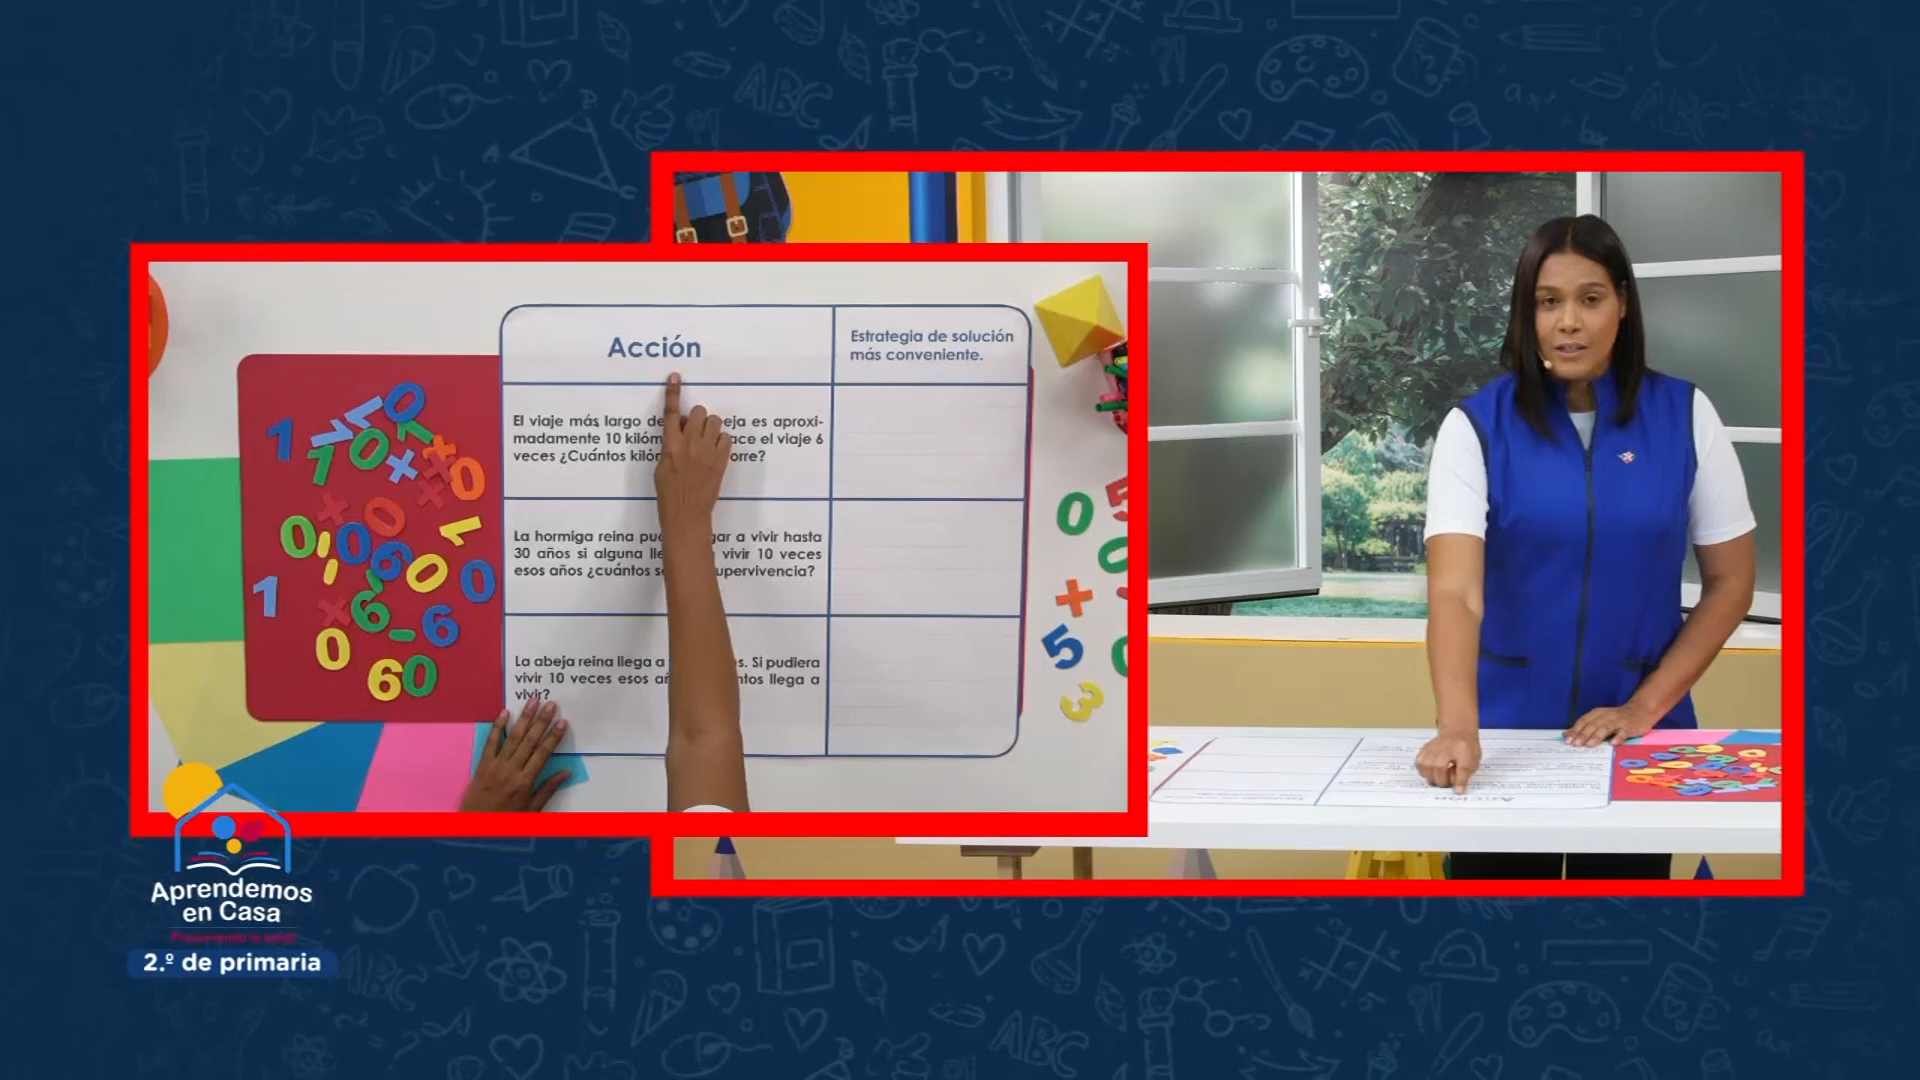 Acción
Estrategia de solución
más conveniente.
El viaje más largo de eja es aproxi-
madamente 10 kilóm ace el viaje 6
veces ¿Cuántos kilór orre?
La hormiga reina pue gar a vivir hasta
30 años si alguna lle vivir 10 veces
esos años ¿cuántos s upervivencia?
La abeja reina llega a s. Si pudiera
vivir 10 veces esos añ ntos llega a
vivir?
Aprendemos
en Casa
2.º de primaria